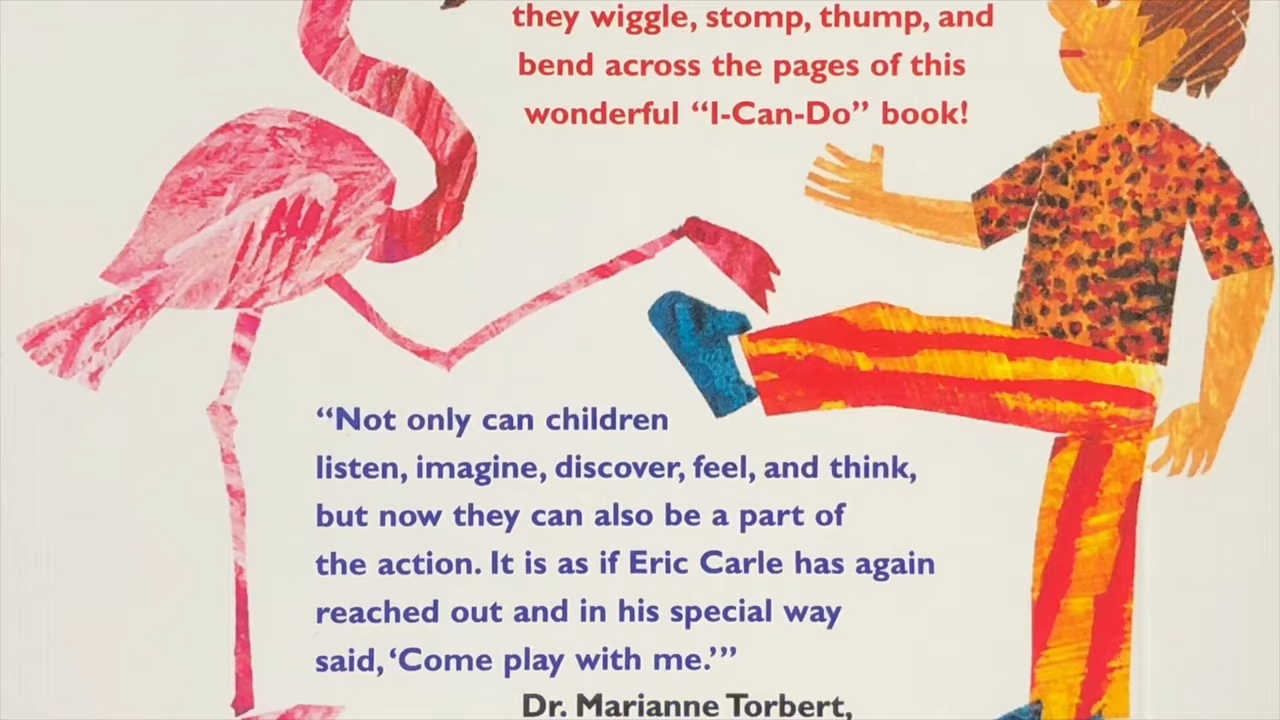 they wiggle, stomp, thump, and
bend across the pages of this
wonderful “I-Can-Do” book!
“Not only can children
listen, imagine, discover, feel, and think,
but now they can also be a part of
the action. It is as if Eric Carle has again
reached out and in his special way
said, ‘Come play with me.’”
Dr. Marianne Torbert,